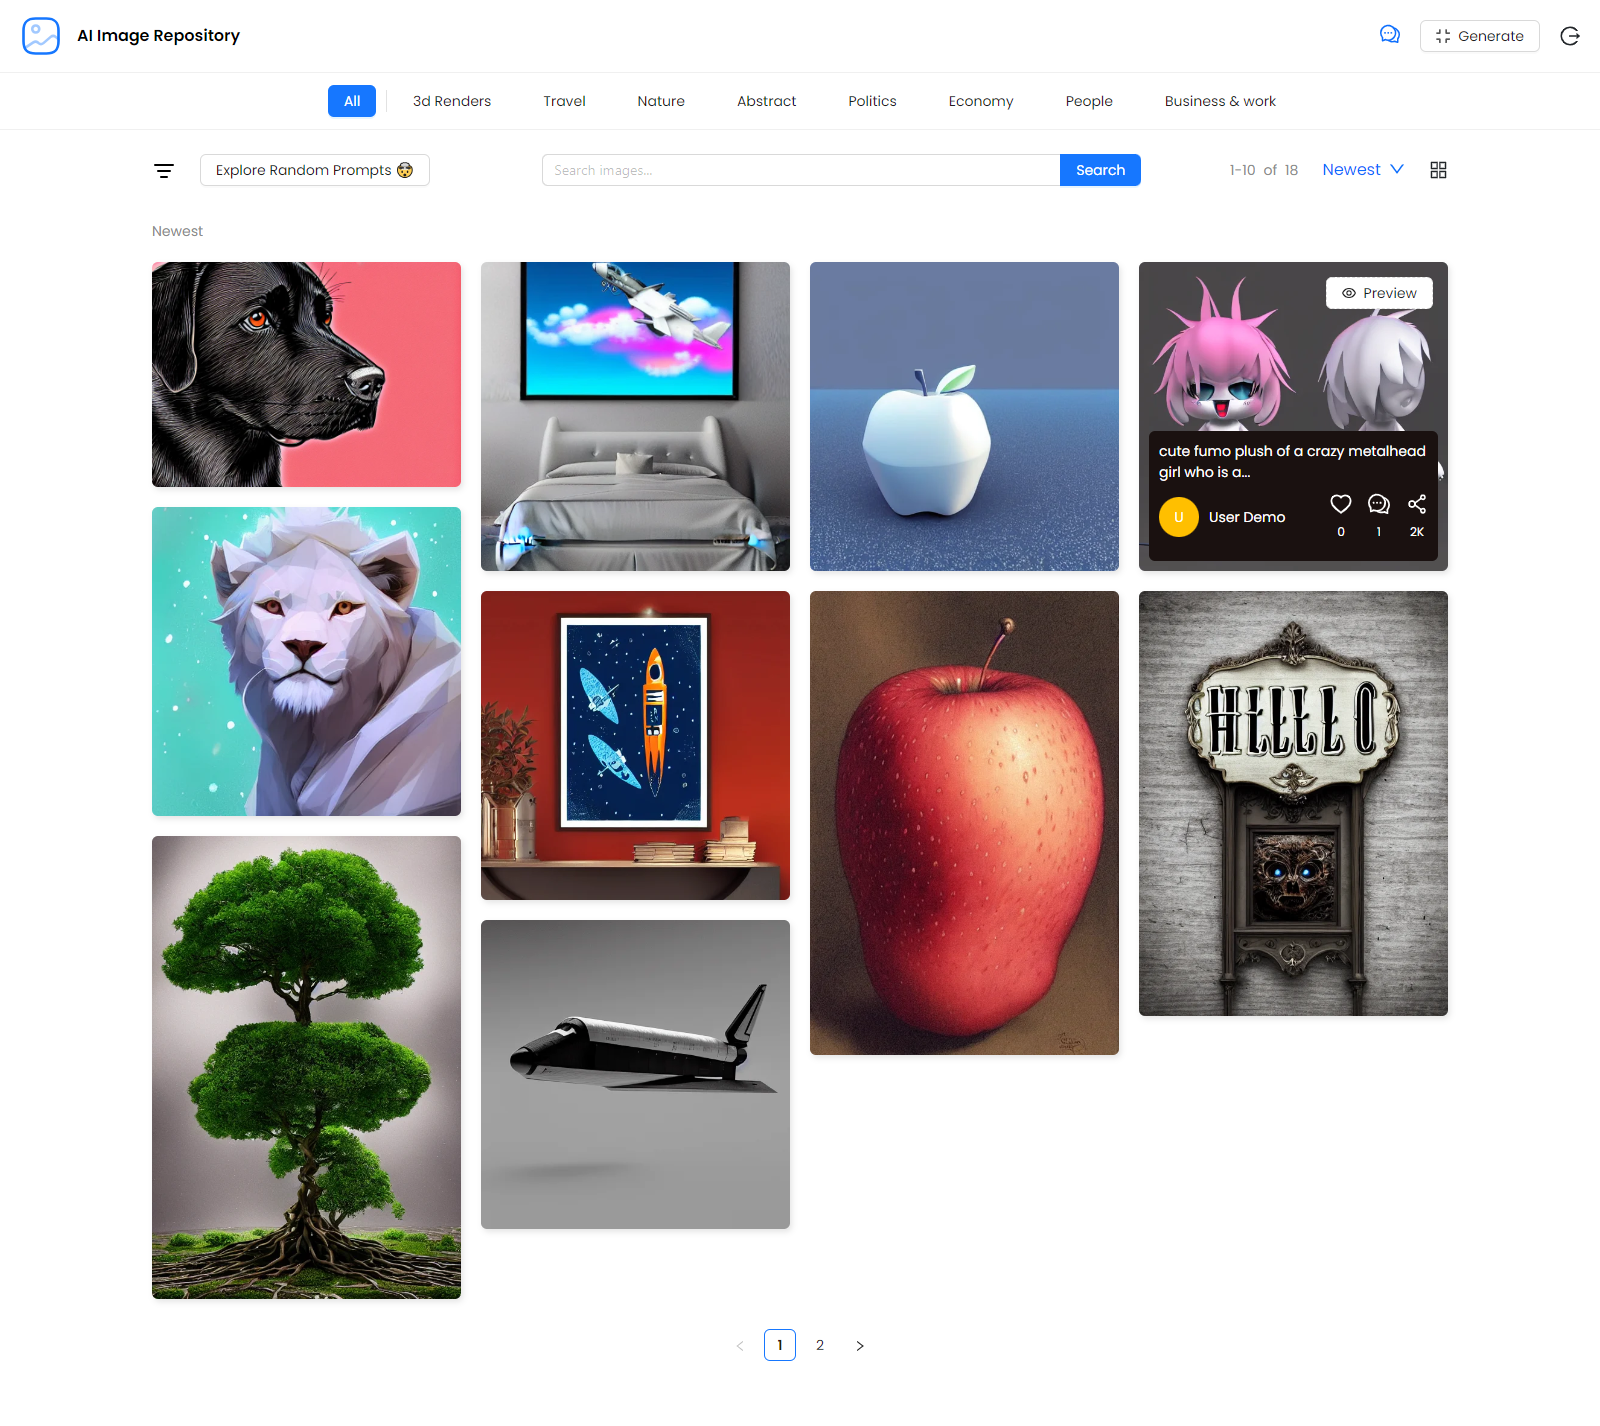 AI Image Repository
Generate
All
3d Renders
Travel
Nature
Abstract
Politics
Economy
People
Business & work
Explore Random Prompts 🤯
Search images...
Search
1-10 of 18
Newest
Newest
Preview
cute fumo plush of a crazy metalhead
girl who is a...
U
User Demo
0
1
2K
HLLLLO
1
2